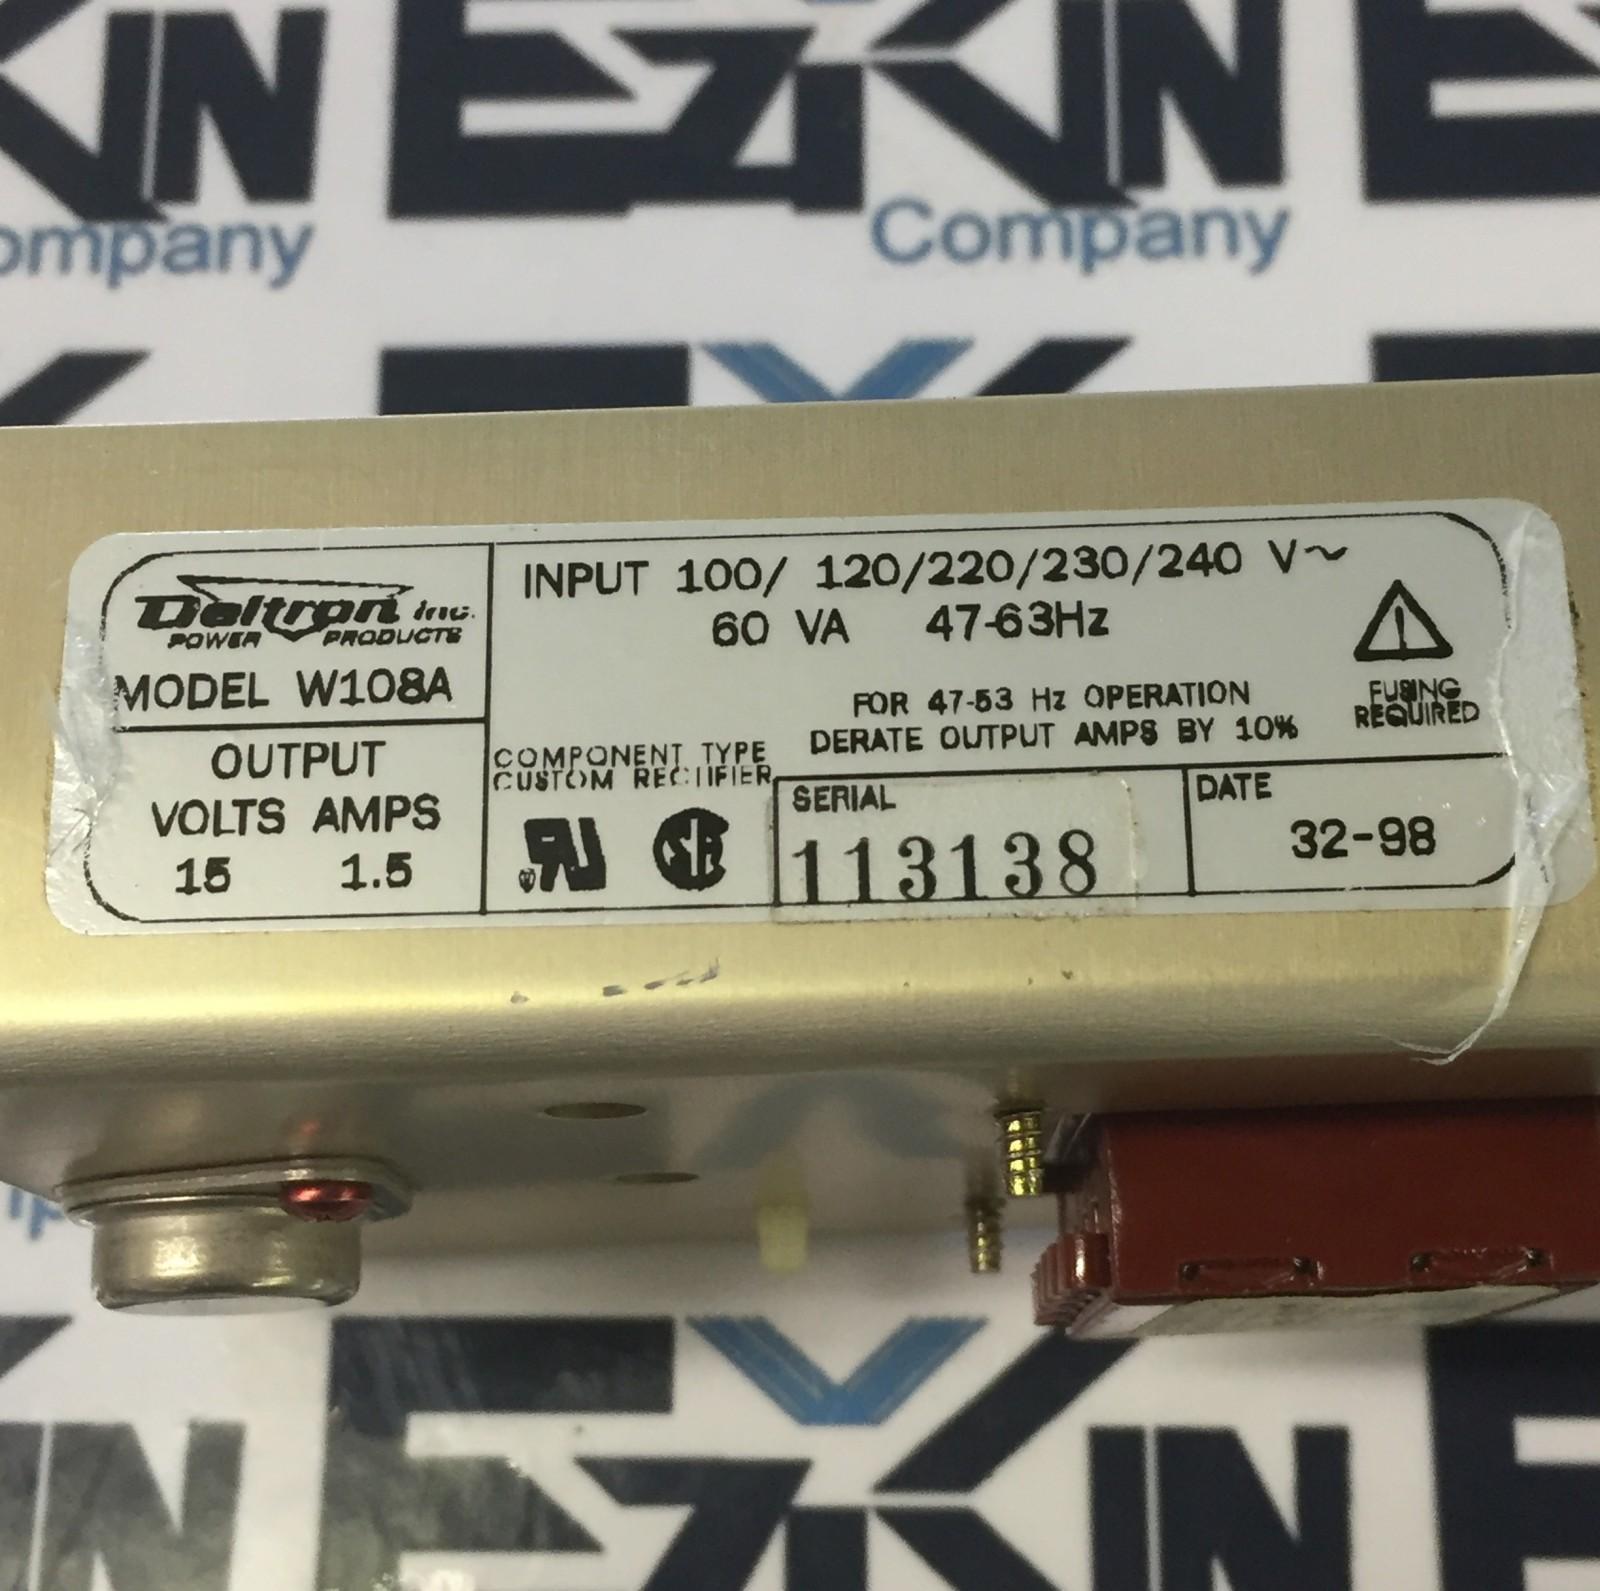 Company
Company
Deltron inc.
POWER PRODUCTS
MODEL W108A
OUTPUT
VOLTS AMPS
15 1.5
INPUT 100/ 120/220/230/240 V~
60 VA 47-63Hz
FOR 47-53 Hz OPERATION
DERATE OUTPUT AMPS BY 10%
FUSING
REQUIRED
COMPONENT TYPE
CUSTOM RECTIFIER
SERIAL
113138
DATE
32-98